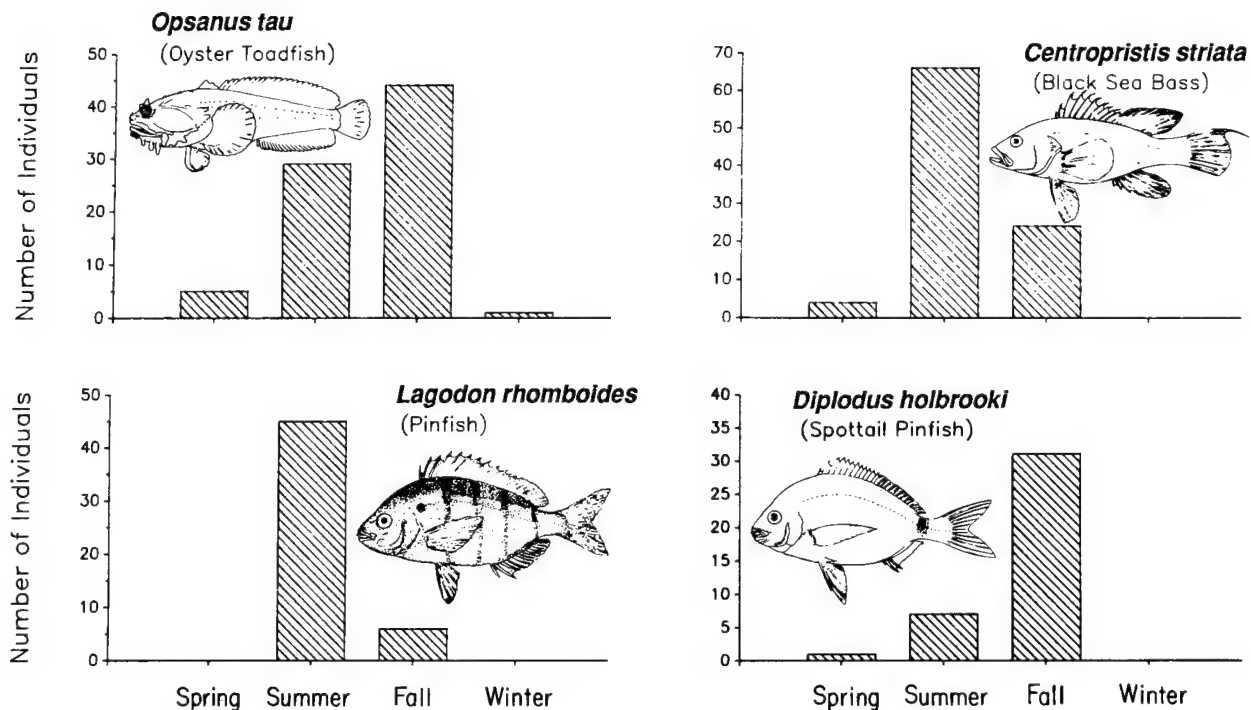 Opsanus tau
(Oyster Toadfish)
Number of Individuals
50
40
30
20
10
0
Centropristis striata
(Black Sea Bass)
70
60
50
40
30
20
10
0
Lagodon rhomboides
(Pinfish)
Number of Individuals
50
40
30
20
10
0
Spring Summer Fall Winter
Diplodus holbrooki
(Spottail Pinfish)
40
35
30
25
20
15
10
5
0
Spring Summer Fall Winter